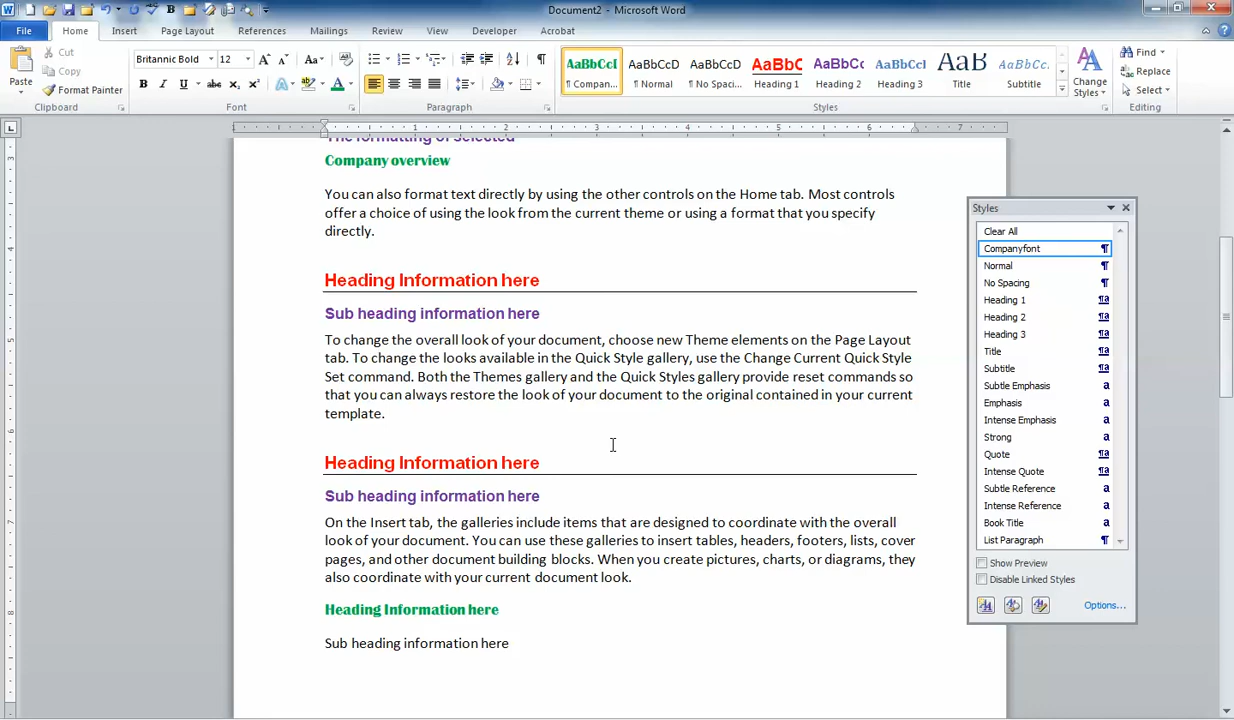 Document2 - Microsoft Word
File Home Insert Page Layout References Mailings Review View Developer Acrobat
Paste
Cut
Copy
Format Painter
Clipboard
Britannic Bold 12
Font
Paragraph
AaBbCcI AaBbCcD AaBbCcD AaBbC AaBbC AaBbCcI AaB AaBbCc.
¶ Compan... ¶ Normal ¶ No Spaci... Heading 1 Heading 2 Heading 3 Title Subtitle
Change Styles
Styles
Find
Replace
Select
Editing
The formatting of selected
Company overview
You can also format text directly by using the other controls on the Home tab. Most controls
offer a choice of using the look from the current theme or using a format that you specify
directly.
Heading Information here
Sub heading information here
To change the overall look of your document, choose new Theme elements on the Page Layout
tab. To change the looks available in the Quick Style gallery, use the Change Current Quick Style
Set command. Both the Themes gallery and the Quick Styles gallery provide reset commands so
that you can always restore the look of your document to the original contained in your current
template.
Heading Information here
Sub heading information here
On the Insert tab, the galleries include items that are designed to coordinate with the overall
look of your document. You can use these galleries to insert tables, headers, footers, lists, cover
pages, and other document building blocks. When you create pictures, charts, or diagrams, they
also coordinate with your current document look.
Heading Information here
Sub heading information here
Styles
Clear All
Companyfont ¶
Normal ¶
No Spacing ¶
Heading 1 ¶a
Heading 2 ¶a
Heading 3 ¶a
Title ¶a
Subtitle ¶a
Subtle Emphasis a
Emphasis a
Intense Emphasis a
Strong a
Quote ¶a
Intense Quote ¶a
Subtle Reference a
Intense Reference a
Book Title a
List Paragraph ¶
Show Preview
Disable Linked Styles
Options...